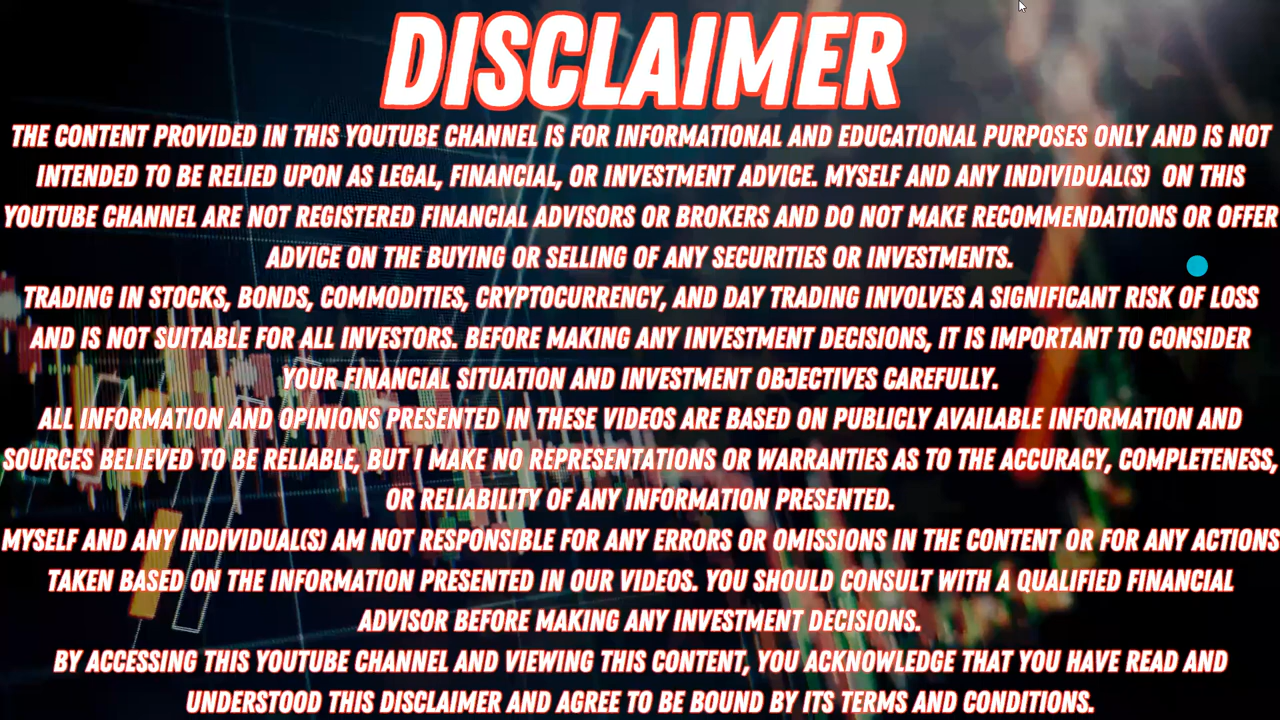 DISCLAIMER
THE CONTENT PROVIDED IN THIS YOUTUBE CHANNEL IS FOR INFORMATIONAL AND EDUCATIONAL PURPOSES ONLY AND IS NOT
INTENDED TO BE RELIED UPON AS LEGAL, FINANCIAL, OR INVESTMENT ADVICE. MYSELF AND ANY INDIVIDUAL(S) ON THIS
YOUTUBE CHANNEL ARE NOT REGISTERED FINANCIAL ADVISORS OR BROKERS AND DO NOT MAKE RECOMMENDATIONS OR OFFER
ADVICE ON THE BUYING OR SELLING OF ANY SECURITIES OR INVESTMENTS.
TRADING IN STOCKS, BONDS, COMMODITIES, CRYPTOCURRENCY, AND DAY TRADING INVOLVES A SIGNIFICANT RISK OF LOSS
AND IS NOT SUITABLE FOR ALL INVESTORS. BEFORE MAKING ANY INVESTMENT DECISIONS, IT IS IMPORTANT TO CONSIDER
YOUR FINANCIAL SITUATION AND INVESTMENT OBJECTIVES CAREFULLY.
ALL INFORMATION AND OPINIONS PRESENTED IN THESE VIDEOS ARE BASED ON PUBLICLY AVAILABLE INFORMATION AND
SOURCES BELIEVED TO BE RELIABLE, BUT I MAKE NO REPRESENTATIONS OR WARRANTIES AS TO THE ACCURACY, COMPLETENESS,
OR RELIABILITY OF ANY INFORMATION PRESENTED.
MYSELF AND ANY INDIVIDUAL(S) AM NOT RESPONSIBLE FOR ANY ERRORS OR OMISSIONS IN THE CONTENT OR FOR ANY ACTIONS
TAKEN BASED ON THE INFORMATION PRESENTED IN OUR VIDEOS. YOU SHOULD CONSULT WITH A QUALIFIED FINANCIAL
ADVISOR BEFORE MAKING ANY INVESTMENT DECISIONS.
BY ACCESSING THIS YOUTUBE CHANNEL AND VIEWING THIS CONTENT, YOU ACKNOWLEDGE THAT YOU HAVE READ AND
UNDERSTOOD THIS DISCLAIMER AND AGREE TO BE BOUND BY ITS TERMS AND CONDITIONS.